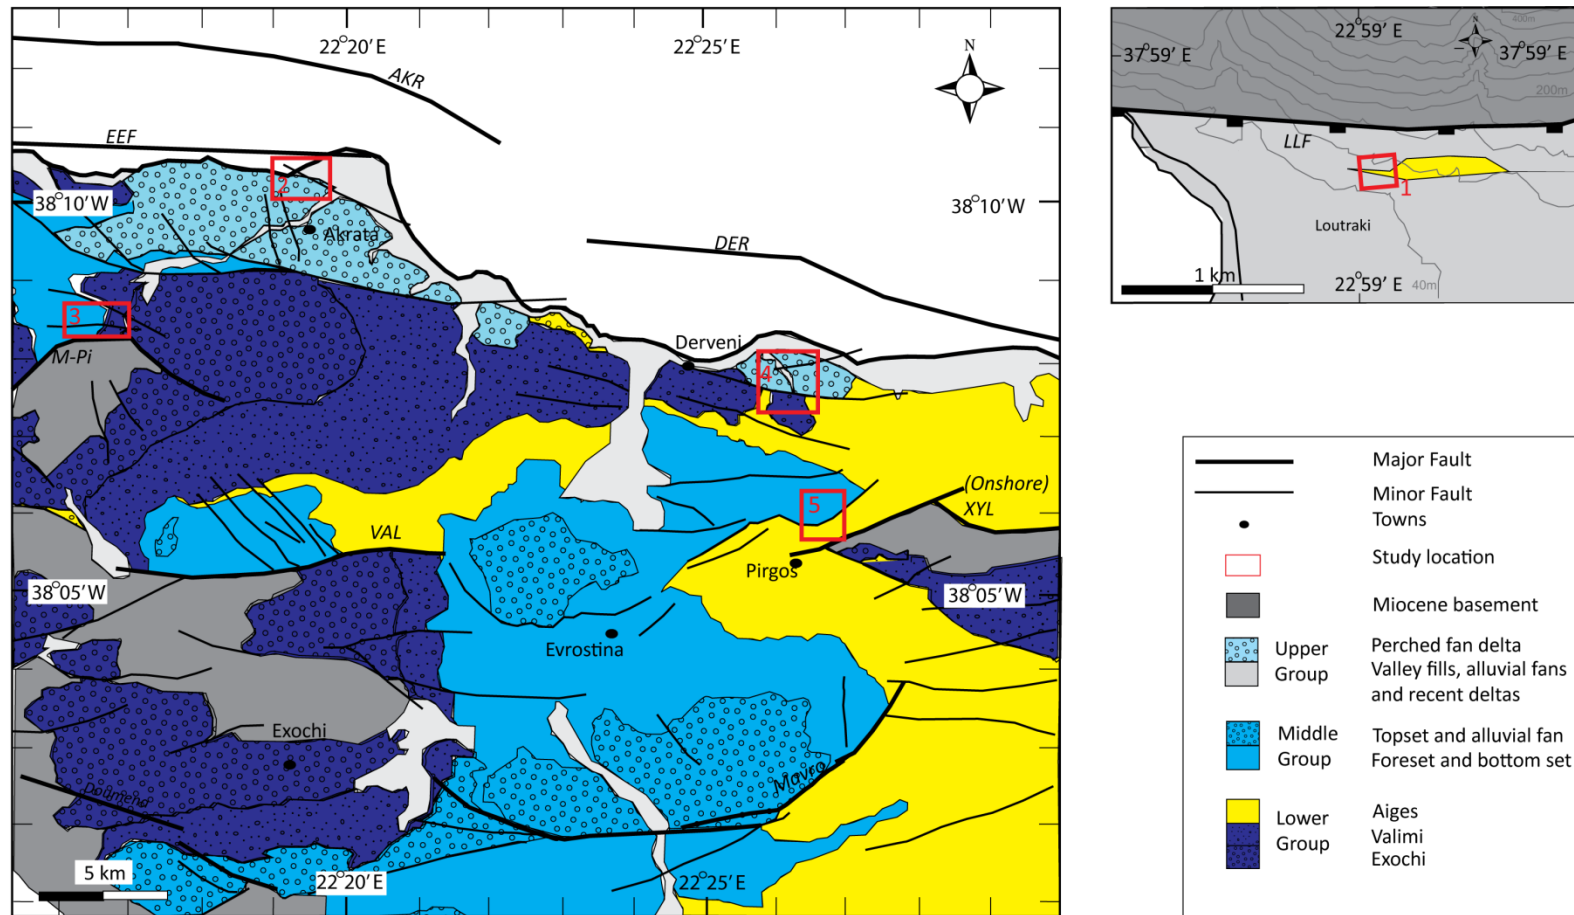 22°20' E
22°25' E
N
AKR
EEF
2
38°10' W
38°10' W
Akrata
DER
3
M-Pi
Derveni
4
5
(Onshore)
XYL
VAL
Pirgos
38°05' W
38°05' W
Evrostina
Exochi
Doumena
Mavro
5 km
22°20' E
22°25' E
22°59' E
N
400m
37°59' E
37°59' E
200m
LLF
1
Loutraki
1 km
22°59' E
40m
Major Fault
Minor Fault
Towns
Study location
Miocene basement
Upper Group
Perched fan delta
Valley fills, alluvial fans
and recent deltas
Middle Group
Topset and alluvial fan
Foreset and bottom set
Lower Group
Aiges
Valimi
Exochi